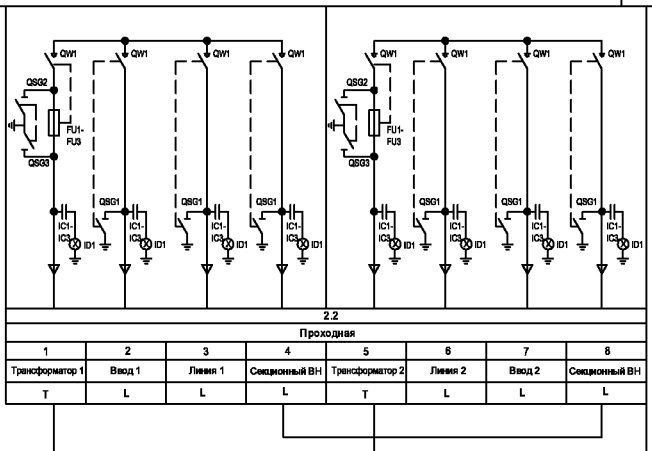 QW1 QW1 QW1 QW1 QW1 QW1 QW1 QW1
QSG2 QSG2
FU1-
FU3
FU1-
FU3
QSG3 QSG3
QSG1 QSG1 QSG1 QSG1 QSG1 QSG1
IC1- IC1- IC1- IC1- IC1- IC1- IC1- IC1-
IC3 ID1 IC3 ID1 IC3 ID1 IC3 ID1 IC3 ID1 IC3 ID1 IC3 ID1 IC3 ID1
2.2
Проходная
1 2 3 4 5 6 7 8
Трансформатор 1 Ввод 1 Линия 1 Секционный ВН Трансформатор 2 Линия 2 Ввод 2 Секционный ВН
T L L L T L L L